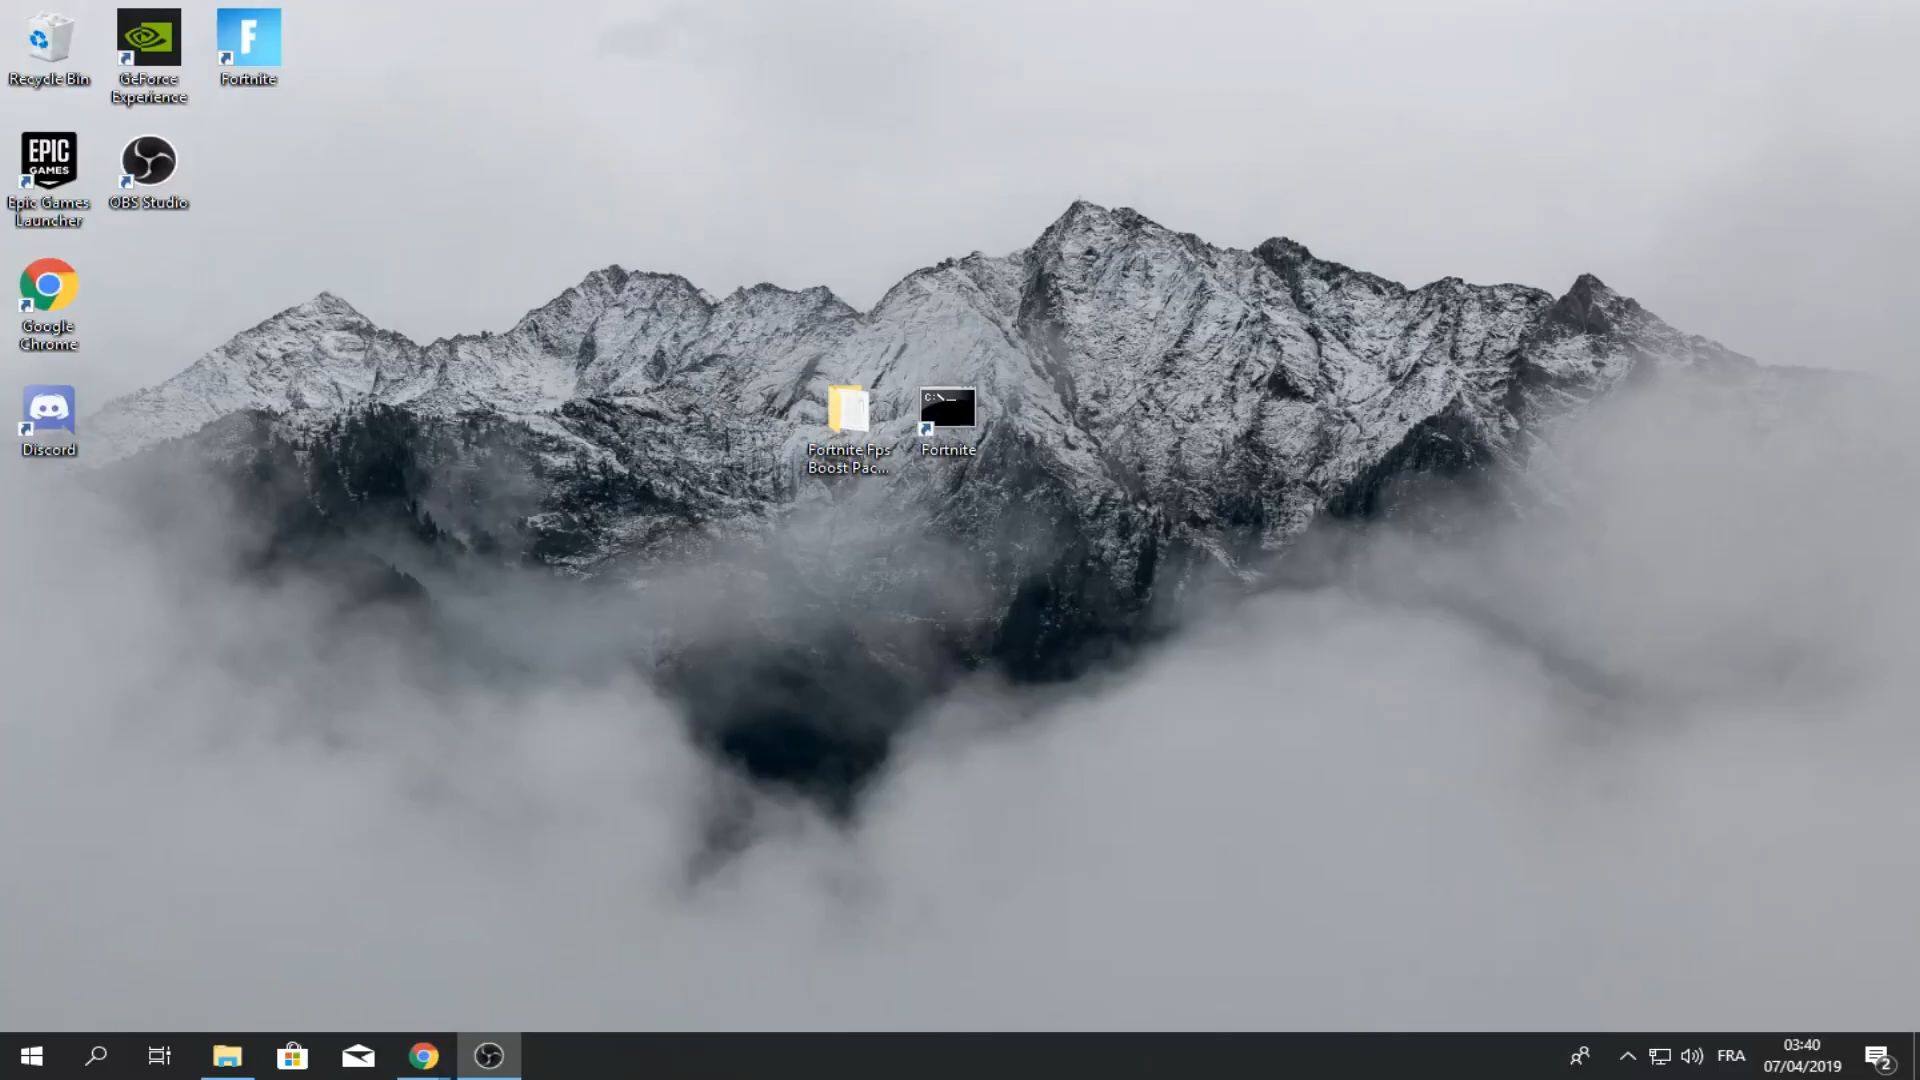 Recycle Bin
GeForce
Experience
F
Fortnite
EPIC
GAMES
Epic Games
Launcher
OBS Studio
Google
Chrome
Discord
Fortnite Fps
Boost Pac...
C:\_
Fortnite
FRA
03:40
07/04/2019
2